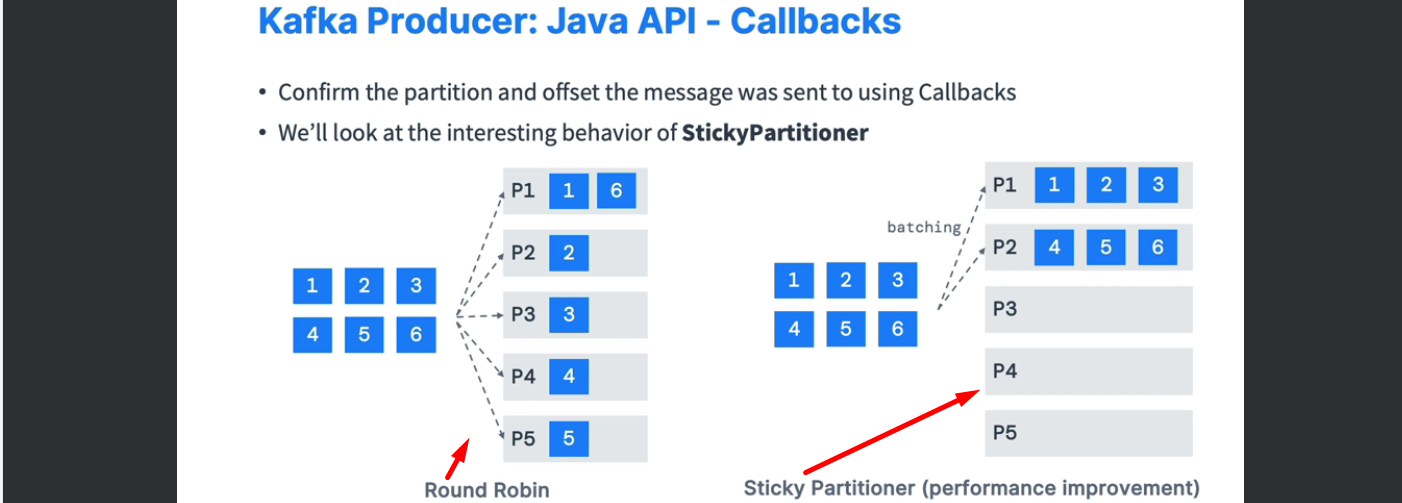 Kafka Producer: Java API - Callbacks
• Confirm the partition and offset the message was sent to using Callbacks
• We'll look at the interesting behavior of StickyPartitioner
1 2 3
4 5 6
P1 1 6
P2 2
P3 3
P4 4
P5 5
Round Robin
1 2 3
4 5 6
batching
P1 1 2 3
P2 4 5 6
P3
P4
P5
Sticky Partitioner (performance improvement)